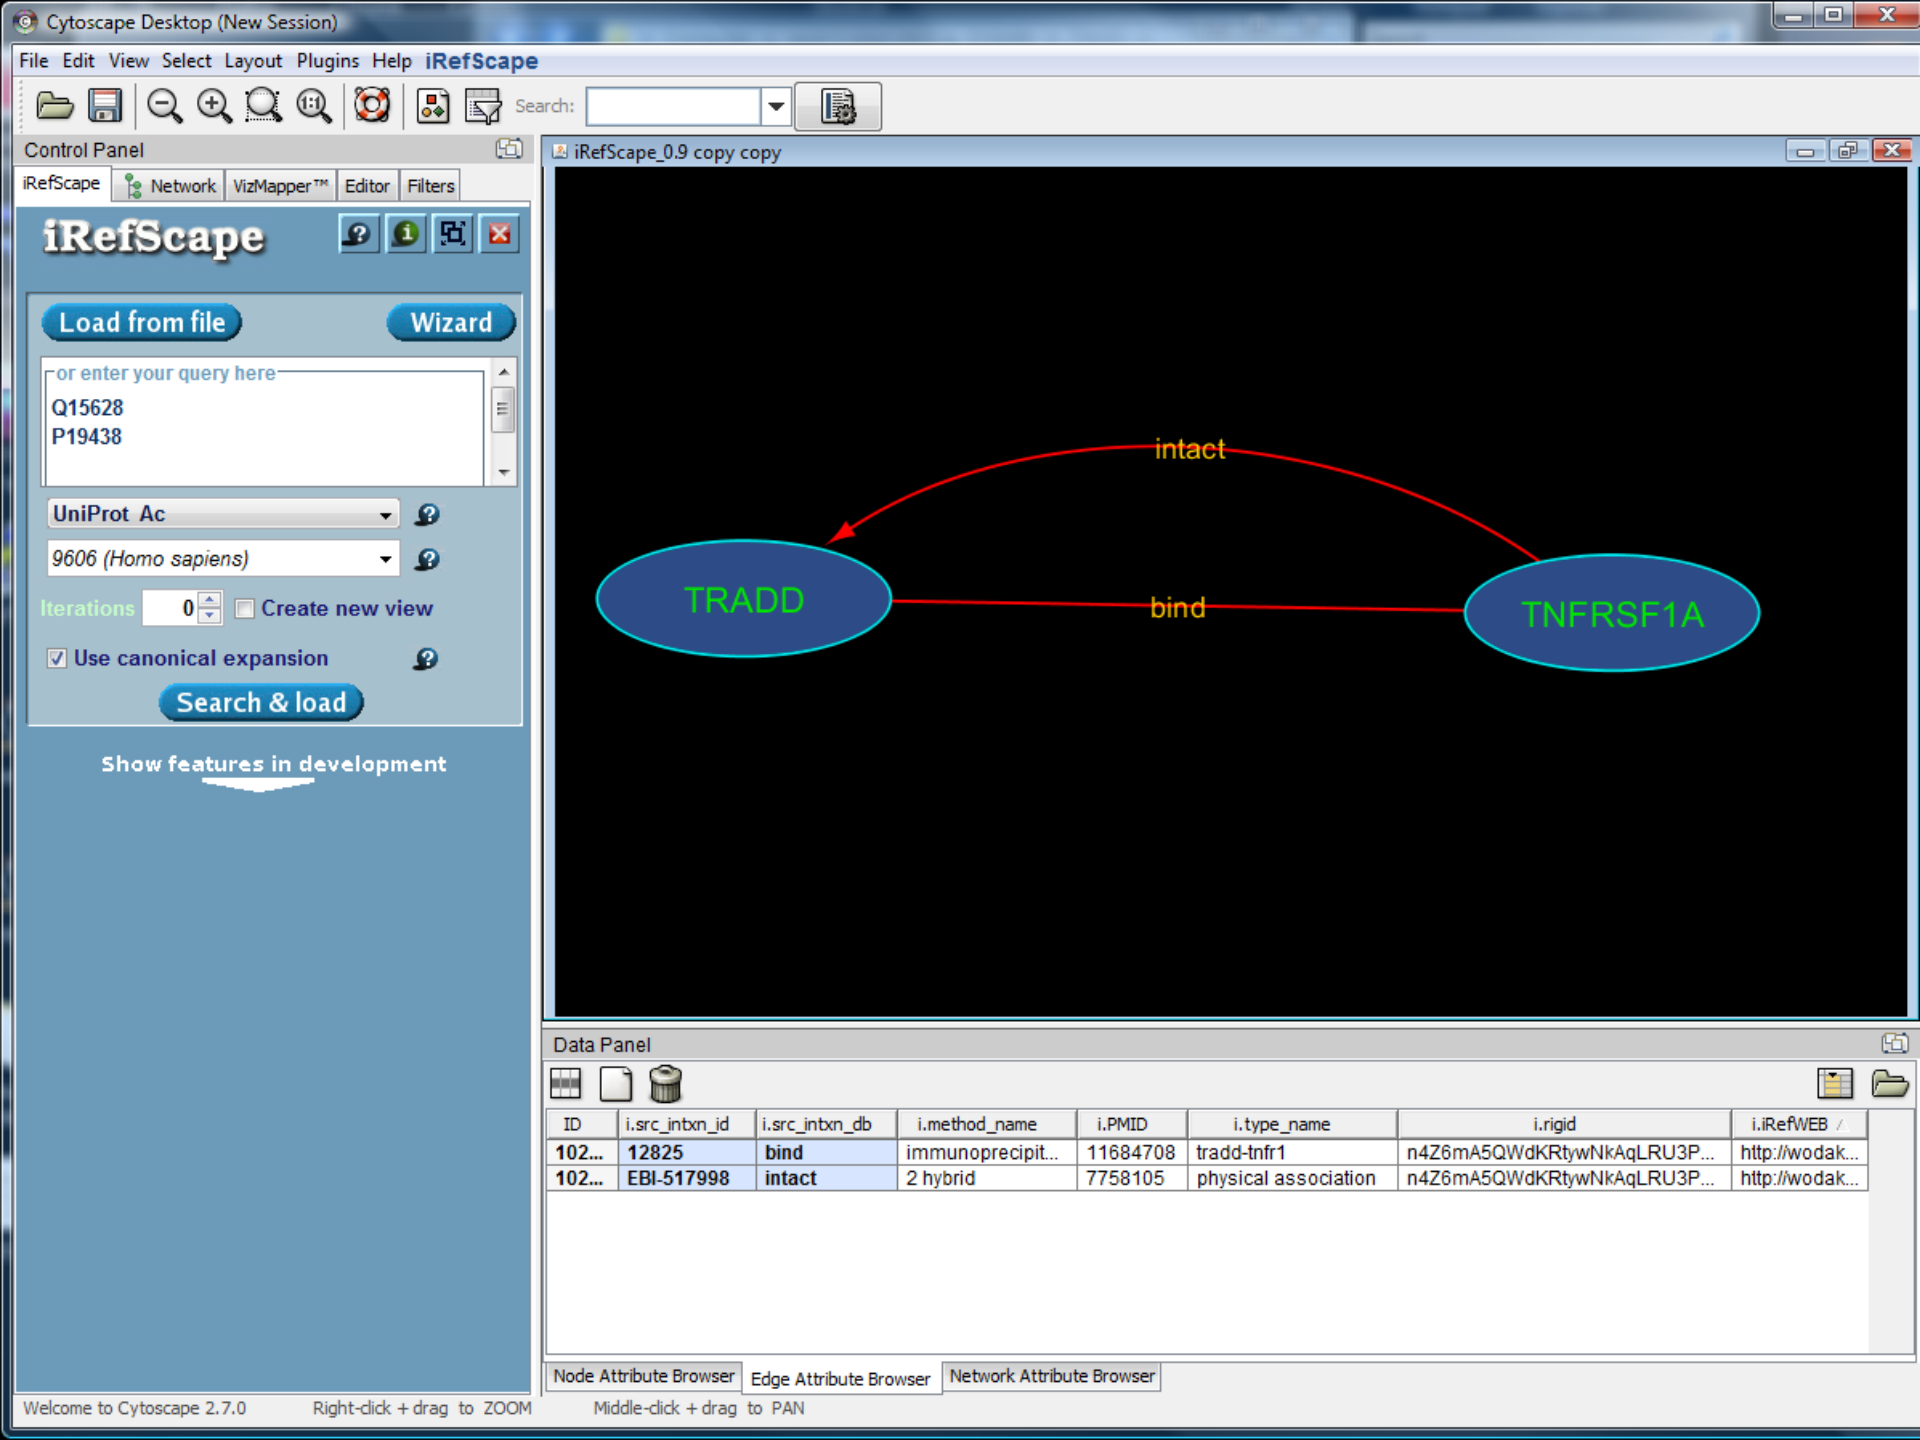 Cytoscape Desktop (New Session)
File Edit View Select Layout Plugins Help iRefScape
Search:
Control Panel
iRefScape Network VizMapper™ Editor Filters
iRefScape
Load from file Wizard
or enter your query here
Q15628
P19438
UniProt Ac
9606 (Homo sapiens)
Iterations 0 Create new view
Use canonical expansion
Search & load
Show features in development
iRefScape_0.9 copy copy
intact
TRADD
bind
TNFRSF1A
Data Panel
ID i.src_intxn_id i.src_intxn_db i.method_name i.PMID i.type_name i.rigid i.iRefWEB
102... 12825 bind immunoprecipit... 11684708 tradd-tnfr1 n4Z6mA5QWdKRtywNkAqLRU3P... http://wodak...
102... EBI-517998 intact 2 hybrid 7758105 physical association n4Z6mA5QWdKRtywNkAqLRU3P... http://wodak...
Node Attribute Browser Edge Attribute Browser Network Attribute Browser
Welcome to Cytoscape 2.7.0 Right-click + drag to ZOOM Middle-click + drag to PAN